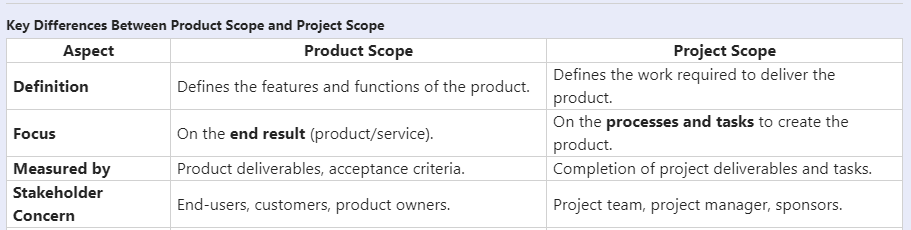 Key Differences Between Product Scope and Project Scope
Aspect Product Scope Project Scope
Definition Defines the features and functions of the product. Defines the work required to deliver the
product.
Focus On the end result (product/service). On the processes and tasks to create the
product.
Measured by Product deliverables, acceptance criteria. Completion of project deliverables and tasks.
Stakeholder
Concern End-users, customers, product owners. Project team, project manager, sponsors.